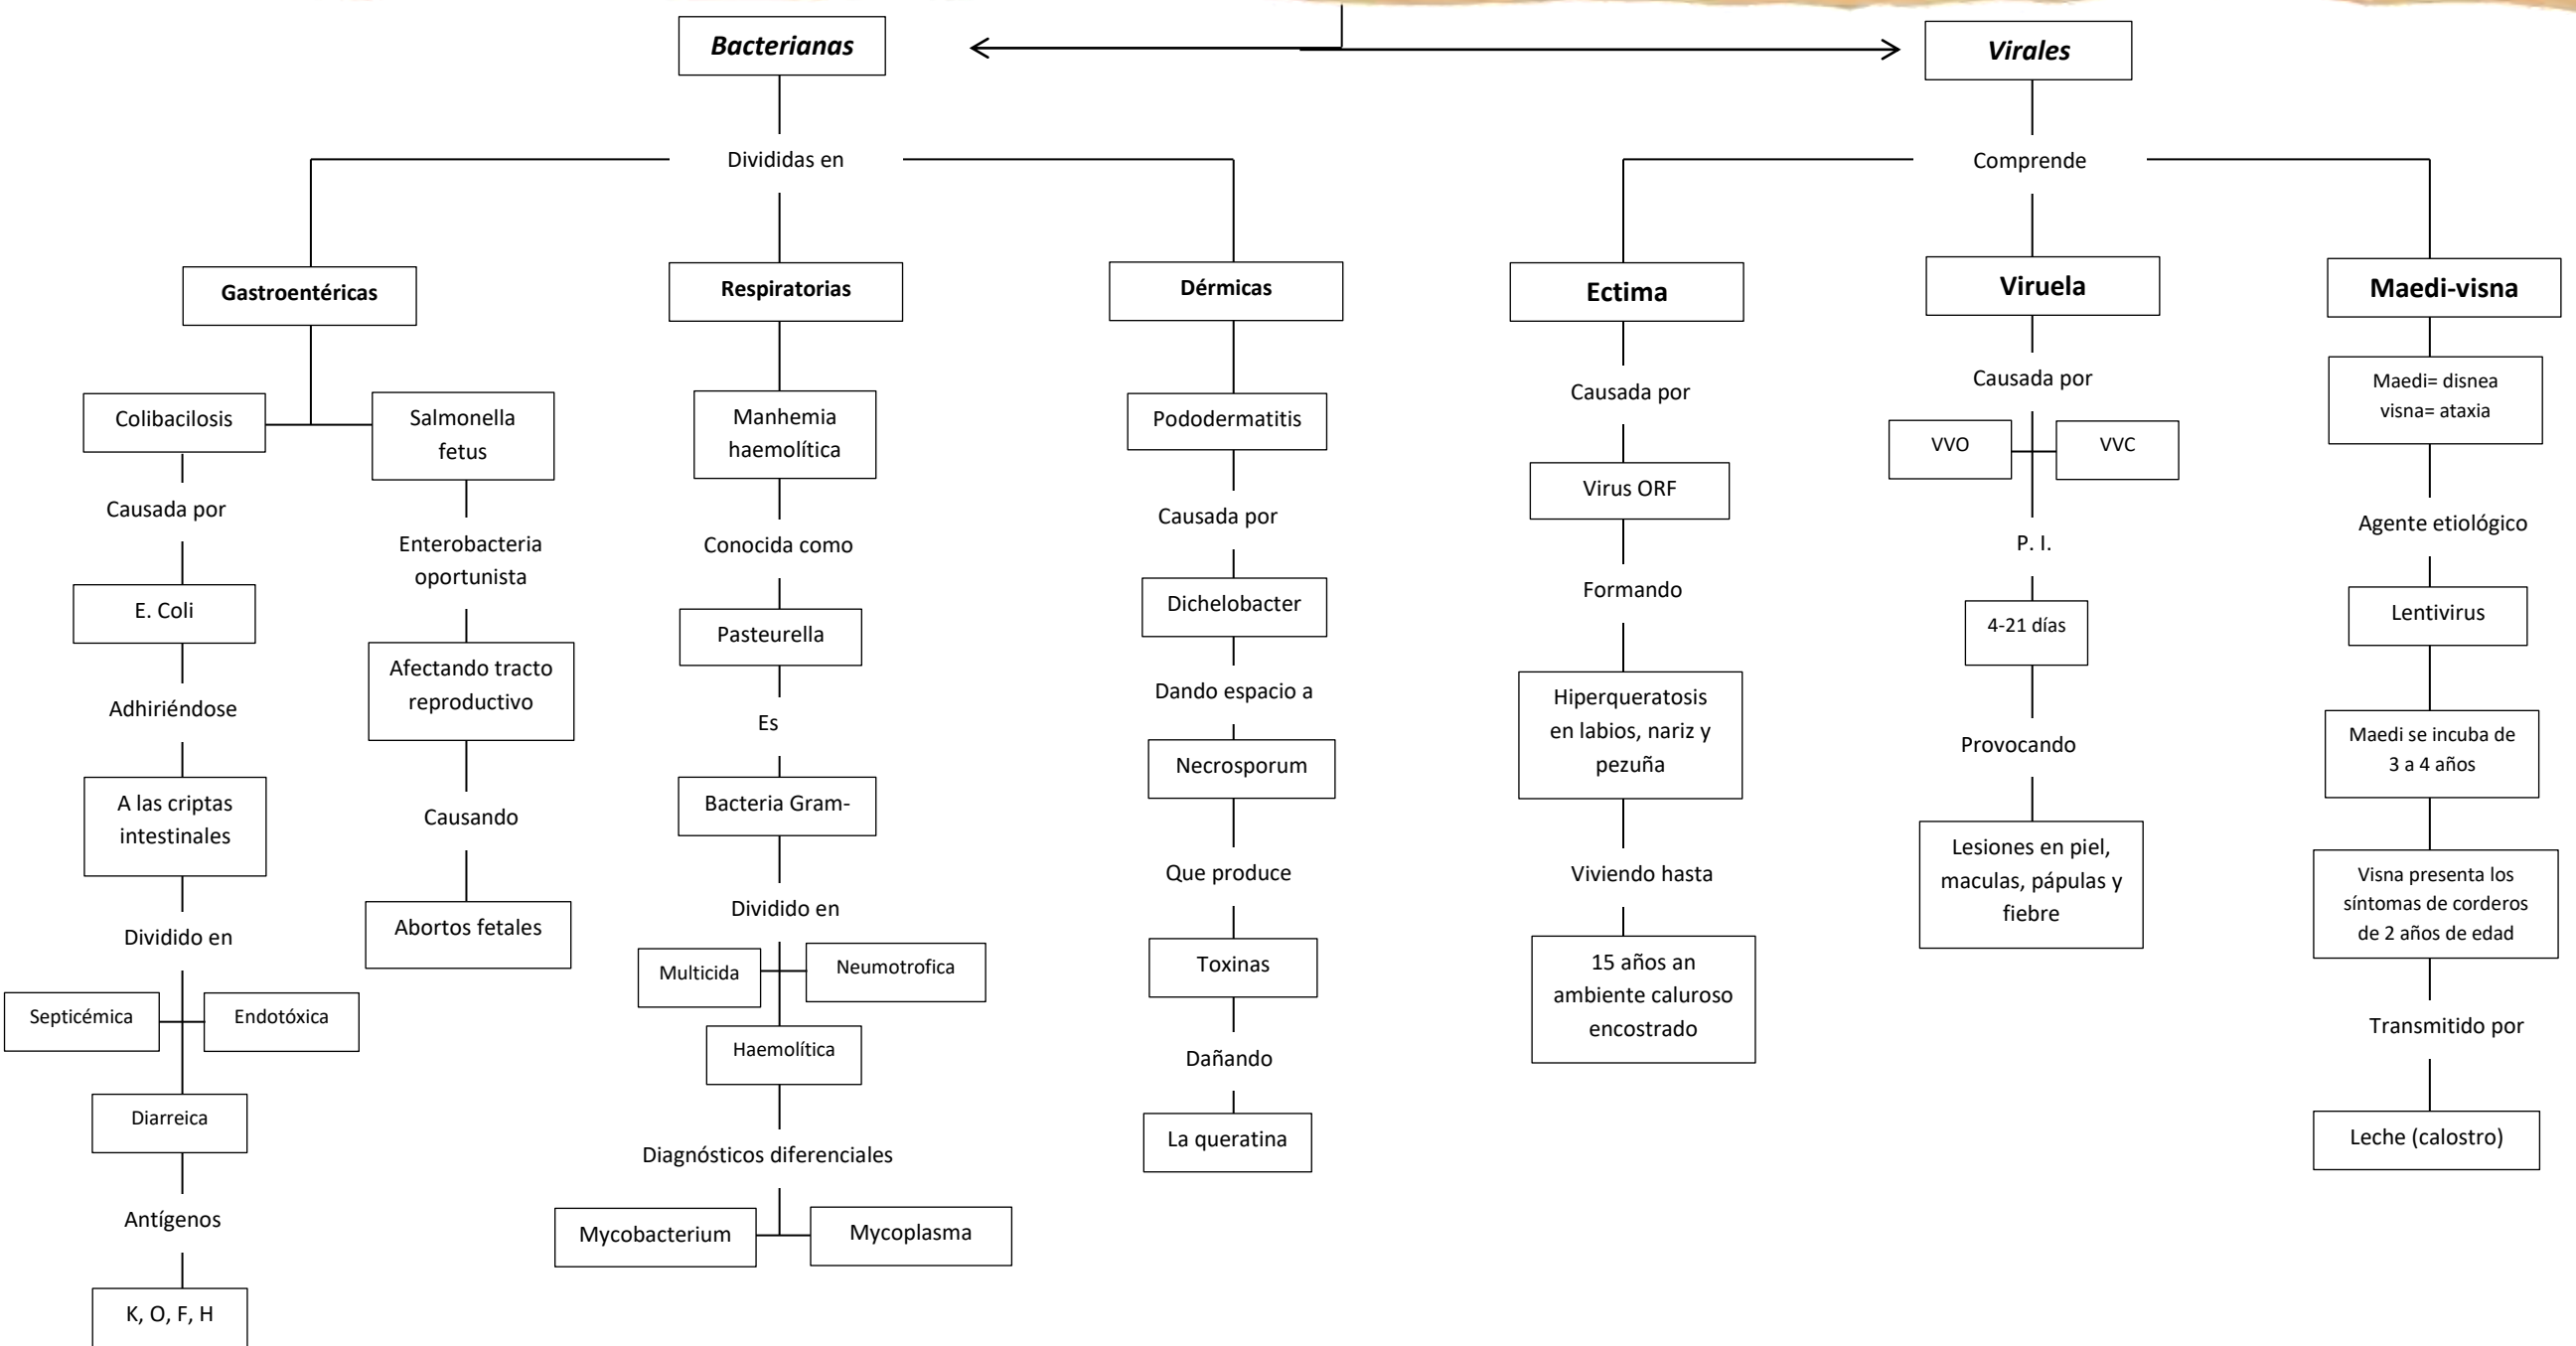 Bacterianas
Virales
Divididas en
Comprende
Gastroentéricas
Respiratorias
Dérmicas
Ectima
Viruela
Maedi-visna
Colibacilosis
Causada por
E. Coli
Adhiriéndose
A las criptas
intestinales
Dividido en
Septicémica
Endotóxica
Diarreica
Antígenos
K, O, F, H
Salmonella
fetus
Enterobacteria
oportunista
Afectando tracto
reproductivo
Causando
Abortos fetales
Manhemia
haemolítica
Conocida como
Pasteurella
Es
Bacteria Gram-
Dividido en
Multicida
Neumotrofica
Haemolítica
Diagnósticos diferenciales
Mycobacterium
Mycoplasma
Pododermatitis
Causada por
Dichelobacter
Dando espacio a
Necrosporum
Que produce
Toxinas
Dañando
La queratina
Causada por
Virus ORF
Formando
Hiperqueratosis
en labios, nariz y
pezuña
Viviendo hasta
15 años an
ambiente caluroso
encostrado
Causada por
VVO
VVC
P. I.
4-21 días
Provocando
Lesiones en piel,
maculas, pápulas y
fiebre
Maedi= disnea
visna= ataxia
Agente etiológico
Lentivirus
Maedi se incuba de
3 a 4 años
Visna presenta los
síntomas de corderos
de 2 años de edad
Transmitido por
Leche (calostro)